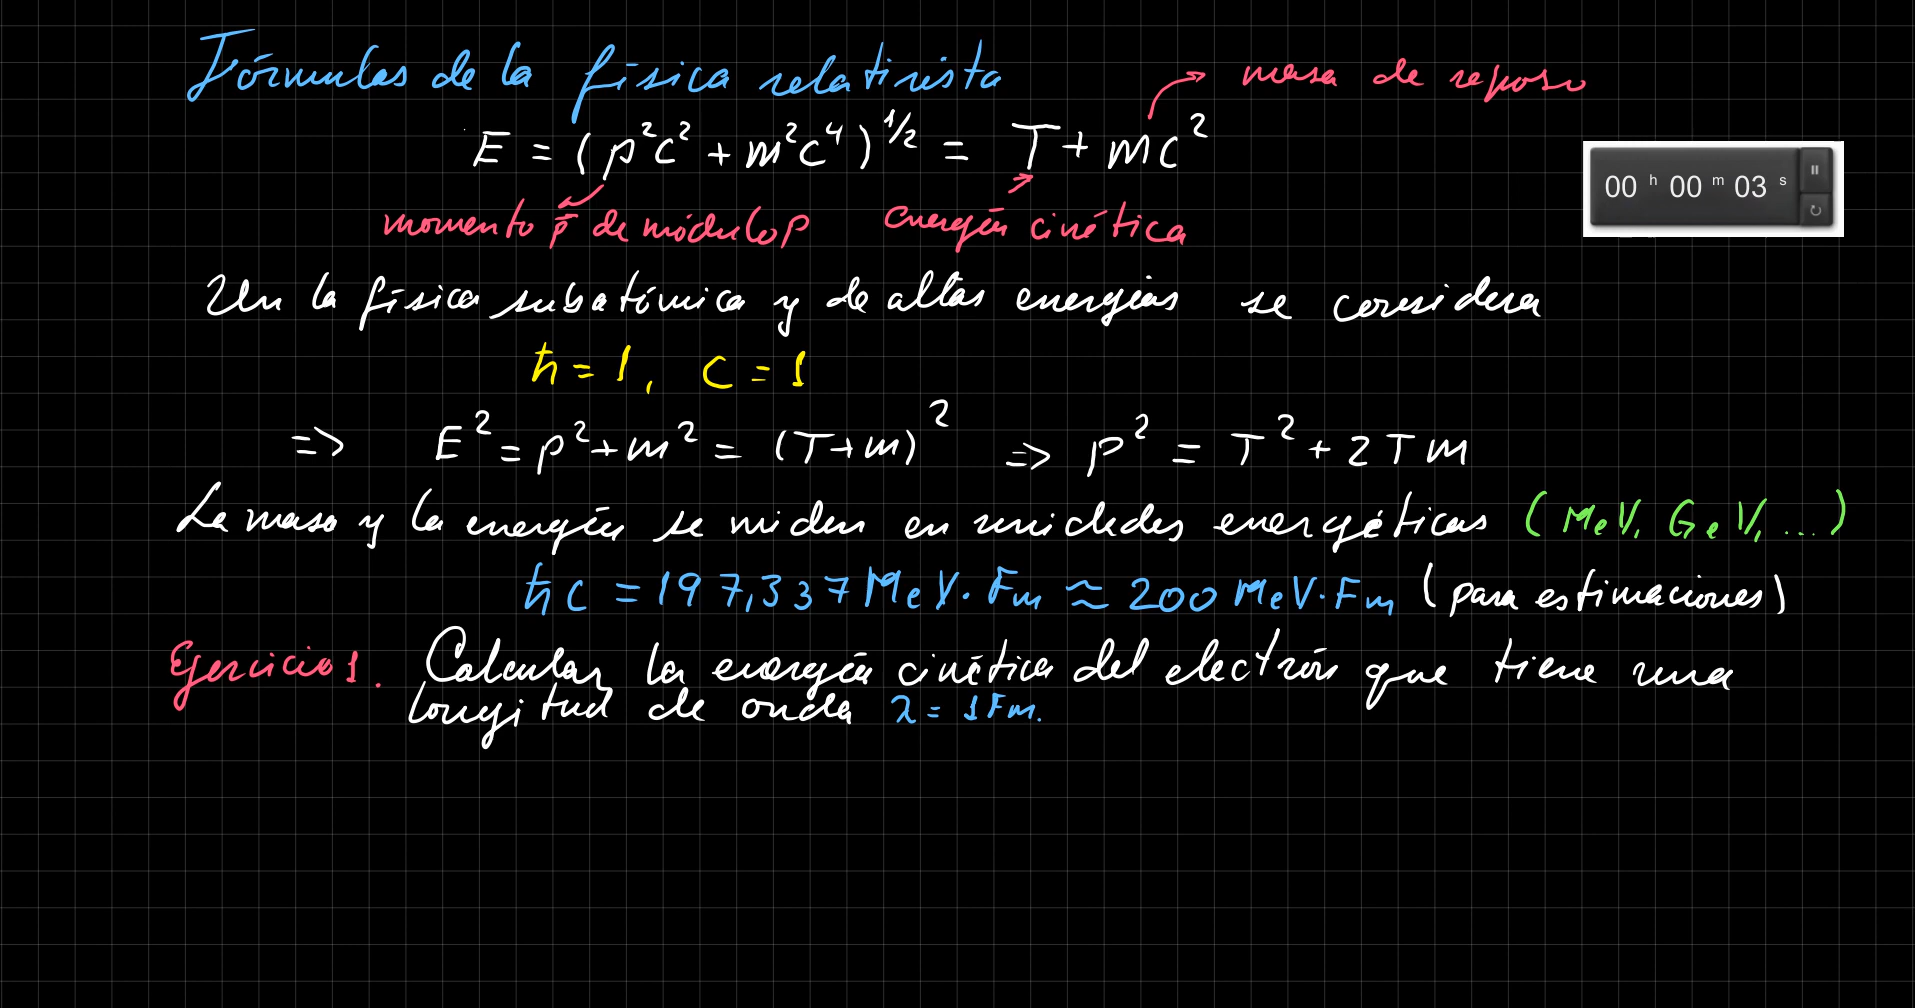 Fórmulas de la física relativista
masa de reposo
E = (p²c² + m²c⁴)^1/2 = T + mc²
00 h 00 m 03 s
momento p⃗ de módulo p energía cinética
En la física subatómica y de altas energías se considera
ħ = 1, c = 1
=> E² = p² + m² = (T + m)² => p² = T² + 2Tm
La masa y la energía se miden en unidades energéticas (MeV, GeV, ...)
ħc = 197,337 MeV·Fm ≈ 200 MeV·Fm (para estimaciones)
Ejercicio 1. Calcular la energía cinética del electrón que tiene una
longitud de onda λ = 1 Fm.